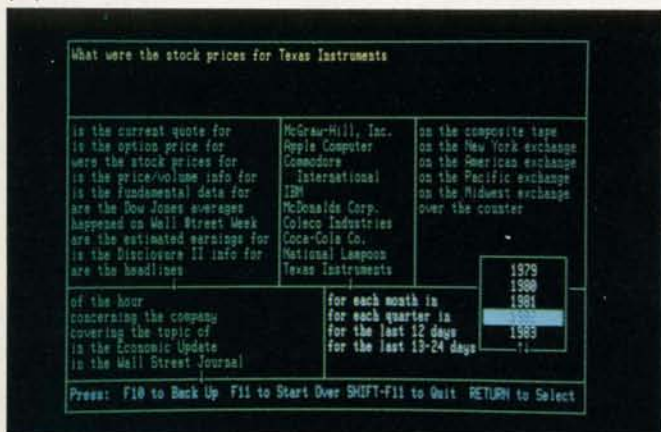 What were the stock prices for Texas Instruments
is the current quote for
is the option price for
were the stock prices for
is the price/volume info for
is the fundamental data for
are the Dow Jones averages
happened on Wall Street Week
are the estimated earnings for
is the Disclosure II info for
are the headlines
McGraw-Hill, Inc.
Apple Computer
Commodore
International
IBM
McDonalds Corp.
Coleco Industries
Coca-Cola Co.
National Lampoon
Texas Instruments
on the composite tape
on the New York exchange
on the American exchange
on the Pacific exchange
on the Midwest exchange
over the counter
of the hour
concerning the company
covering the topic of
in the Economic Update
in the Wall Street Journal
for each month in
for each quarter in
for the last 12 days
for the last 13-24 days
1979
1980
1981
1982
1983
Press: F10 to Back Up F11 to Start Over SHIFT-F11 to Quit RETURN to Select